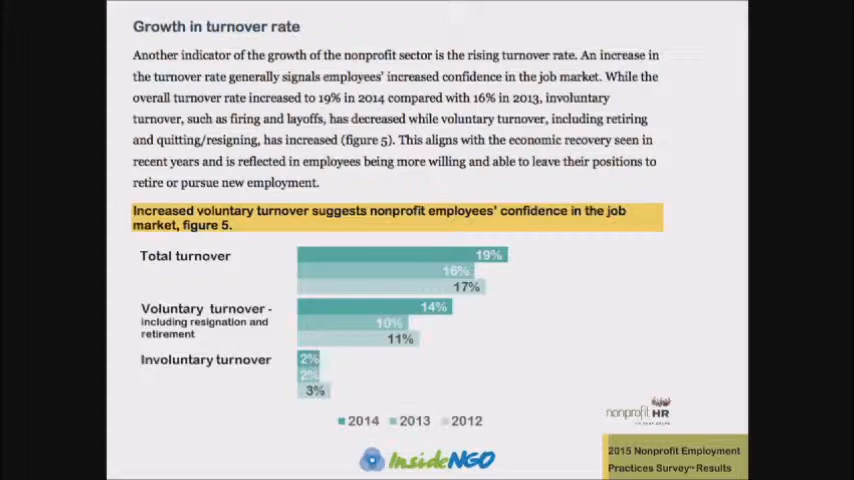 Growth in turnover rate
Another indicator of the growth of the nonprofit sector is the rising turnover rate. An increase in
the turnover rate generally signals employees' increased confidence in the job market. While the
overall turnover rate increased to 19% in 2014 compared with 16% in 2013, involuntary
turnover, such as firing and layoffs, has decreased while voluntary turnover, including retiring
and quitting/resigning, has increased (figure 5). This aligns with the economic recovery seen in
recent years and is reflected in employees being more willing and able to leave their positions to
retire or pursue new employment.
Increased voluntary turnover suggests nonprofit employees' confidence in the job
market, figure 5.
Total turnover
19%
16%
17%
Voluntary turnover -
including resignation and
retirement
14%
10%
11%
Involuntary turnover
2%
2%
3%
2014 2013 2012
nonprofit HR
InsideNGO
2015 Nonprofit Employment
Practices Survey™ Results